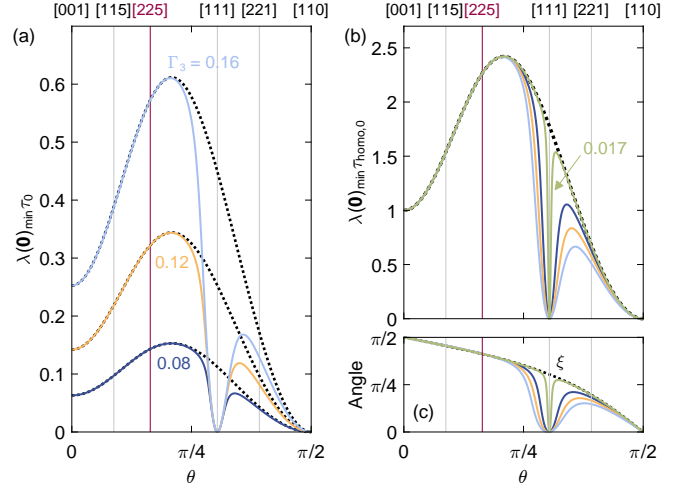 [001] [115] [225] [111] [221] [110]
(a)
Γ3 = 0.16
0.12
0.08
0.6
0.5
0.4
0.3
0.2
0.1
0
λ(0)min τ0
0 π/4 π/2
θ
[001] [115] [225] [111] [221] [110]
(b)
0.017
2.5
2
1.5
1
0.5
0
λ(0)min τhomo,0
π/2
π/4
0
Angle
ξ
(c)
0 π/4 π/2
θ